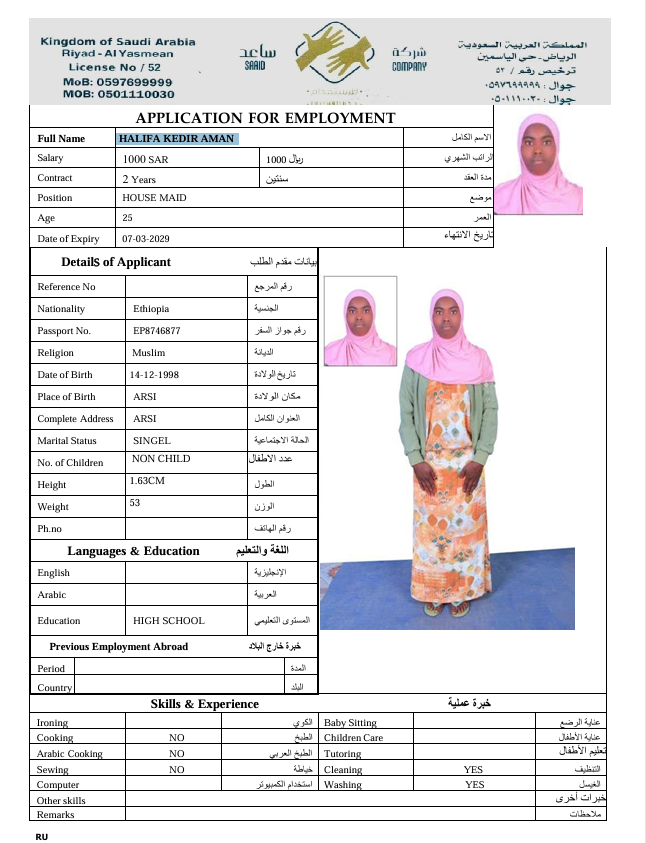 Kingdom of Saudi Arabia
Riyad - Al Yasmean
License No / 52
MoB: 0597699999
MOB: 0501110030
ساعد
SAAID
شركة
COMPANY
المملكة العربية السعودية
الرياض - حي الياسمين
ترخيص رقم / ٥٢
جوال : ٠٥٩٧٦٩٩٩٩٩
جوال : ٠٥٠١١١٠٠٣٠
APPLICATION FOR EMPLOYMENT
Full Name HALIFA KEDIR AMAN الاسم الكامل
Salary 1000 SAR 1000 ريال الراتب الشهري
Contract 2 Years سنتين مدة العقد
Position HOUSE MAID موضع
Age 25 العمر
Date of Expiry 07-03-2029 تاريخ الانتهاء
Details of Applicant بيانات مقدم الطلب
Reference No رقم المرجع
Nationality Ethiopia الجنسية
Passport No. EP8746877 رقم جواز السفر
Religion Muslim الديانة
Date of Birth 14-12-1998 تاريخ الولادة
Place of Birth ARSI مكان الولادة
Complete Address ARSI العنوان الكامل
Marital Status SINGEL الحالة الاجتماعية
No. of Children NON CHILD عدد الاطفال
Height 1.63CM الطول
Weight 53 الوزن
Ph.no رقم الهاتف
Languages & Education اللغة والتعليم
English الإنجليزية
Arabic العربية
Education HIGH SCHOOL المستوى التعليمي
Previous Employment Abroad خبرة خارج البلاد
Period المدة
Country البلد
Skills & Experience خبرة عملية
Ironing الكوي Baby Sitting عناية الرضع
Cooking NO الطبخ Children Care عناية الأطفال
Arabic Cooking NO الطبخ العربي Tutoring تعليم الأطفال
Sewing NO خياطة Cleaning YES التنظيف
Computer استخدام الكمبيوتر Washing YES الغسيل
Other skills خبرات أخرى
Remarks ملاحظات
RU